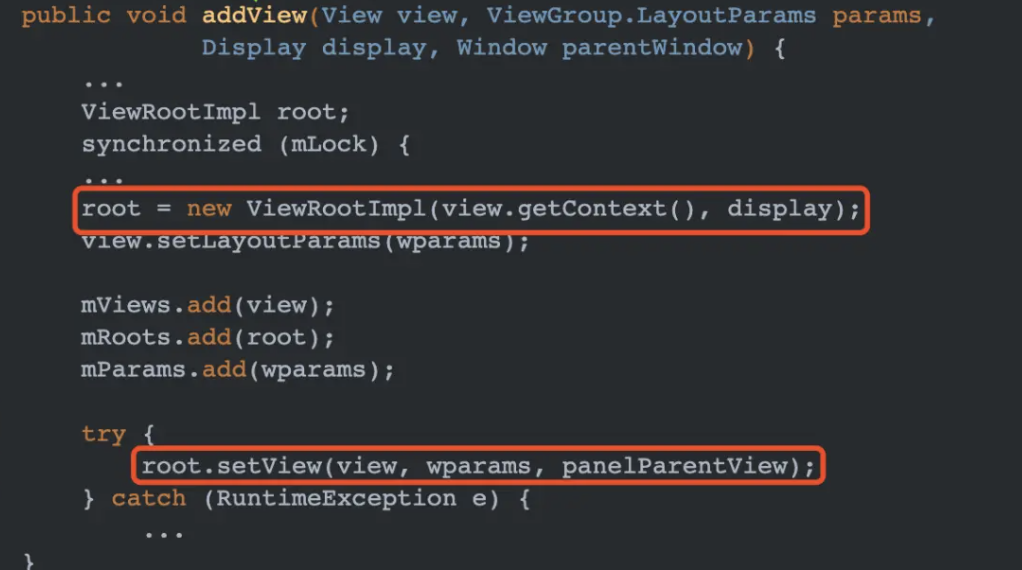 public void addView(View view, ViewGroup.LayoutParams params,
Display display, Window parentWindow) {
...
ViewRootImpl root;
synchronized (mLock) {
...
root = new ViewRootImpl(view.getContext(), display);
view.setLayoutParams(wparams);
mViews.add(view);
mRoots.add(root);
mParams.add(wparams);
try {
root.setView(view, wparams, panelParentView);
} catch (RuntimeException e) {
...
}